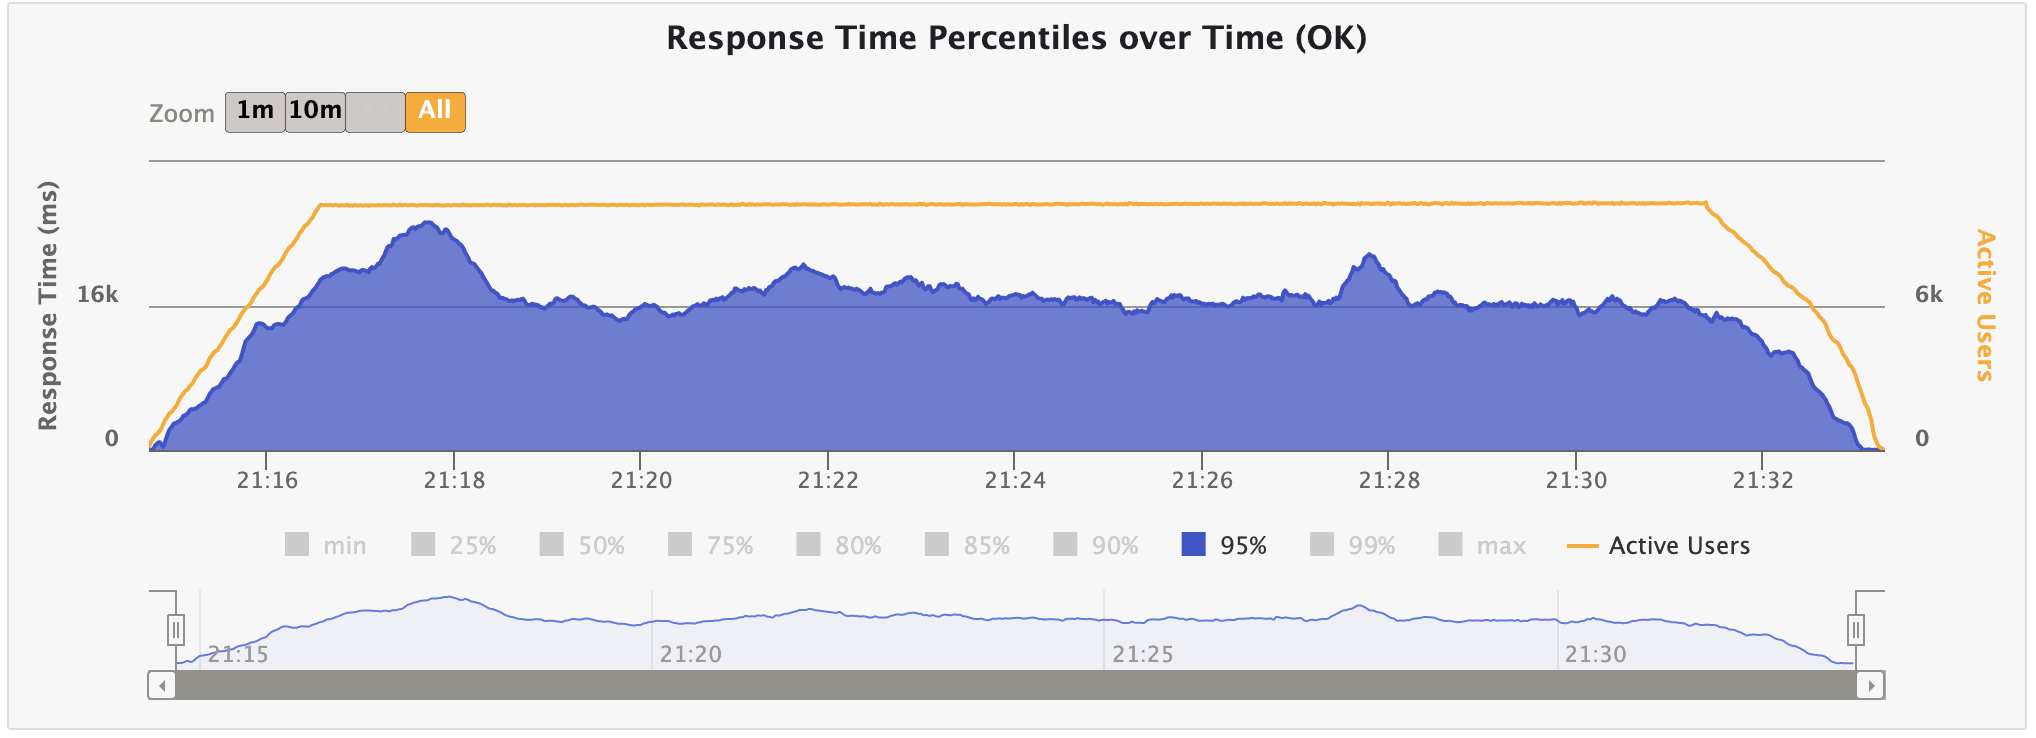 Response Time Percentiles over Time (OK)
Zoom 1m 10m All
Response Time (ms)
16k
0
Active Users
6k
0
21:16 21:18 21:20 21:22 21:24 21:26 21:28 21:30 21:32
min 25% 50% 75% 80% 85% 90% 95% 99% max Active Users
21:15 21:20 21:25 21:30